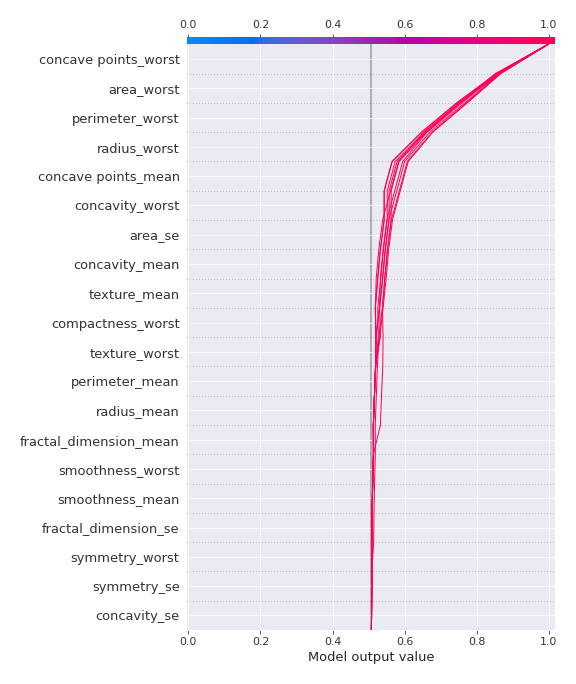 0.0 0.2 0.4 0.6 0.8 1.0
concave points_worst
area_worst
perimeter_worst
radius_worst
concave points_mean
concavity_worst
area_se
concavity_mean
texture_mean
compactness_worst
texture_worst
perimeter_mean
radius_mean
fractal_dimension_mean
smoothness_worst
smoothness_mean
fractal_dimension_se
symmetry_worst
symmetry_se
concavity_se
0.0 0.2 0.4 0.6 0.8 1.0
Model output value